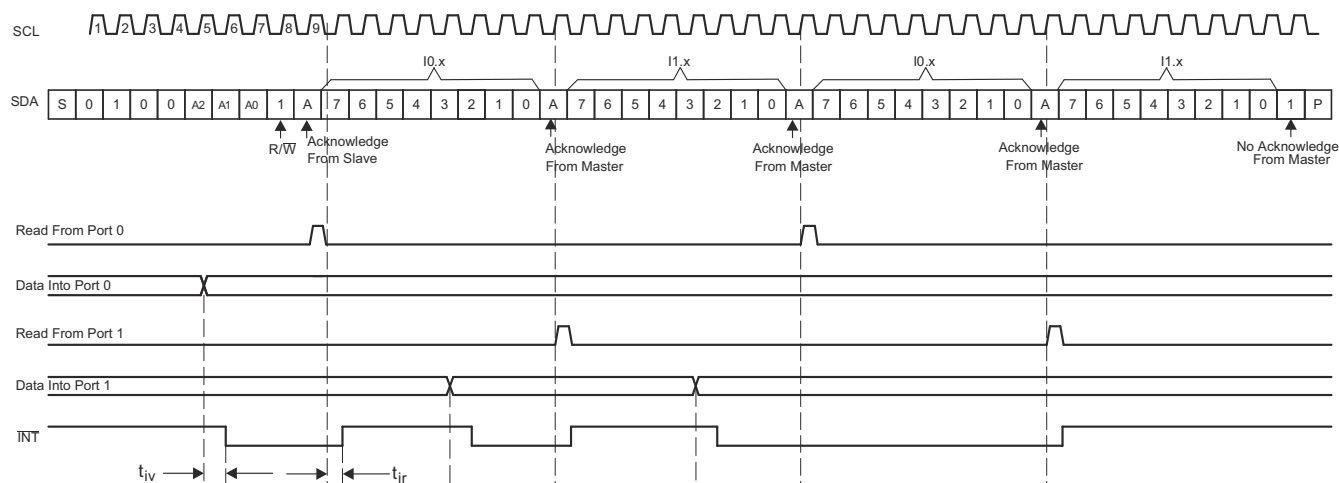 SCL 1 2 3 4 5 6 7 8 9
I0.x I1.x I0.x I1.x
SDA S 0 1 0 0 A2 A1 A0 1 A 7 6 5 4 3 2 1 0 A 7 6 5 4 3 2 1 0 A 7 6 5 4 3 2 1 0 A 7 6 5 4 3 2 1 0 1 P
R/W
Acknowledge
From Slave
Acknowledge
From Master
Acknowledge
From Master
Acknowledge
From Master
No Acknowledge
From Master
Read From Port 0
Data Into Port 0
Read From Port 1
Data Into Port 1
INT
tiv
tir